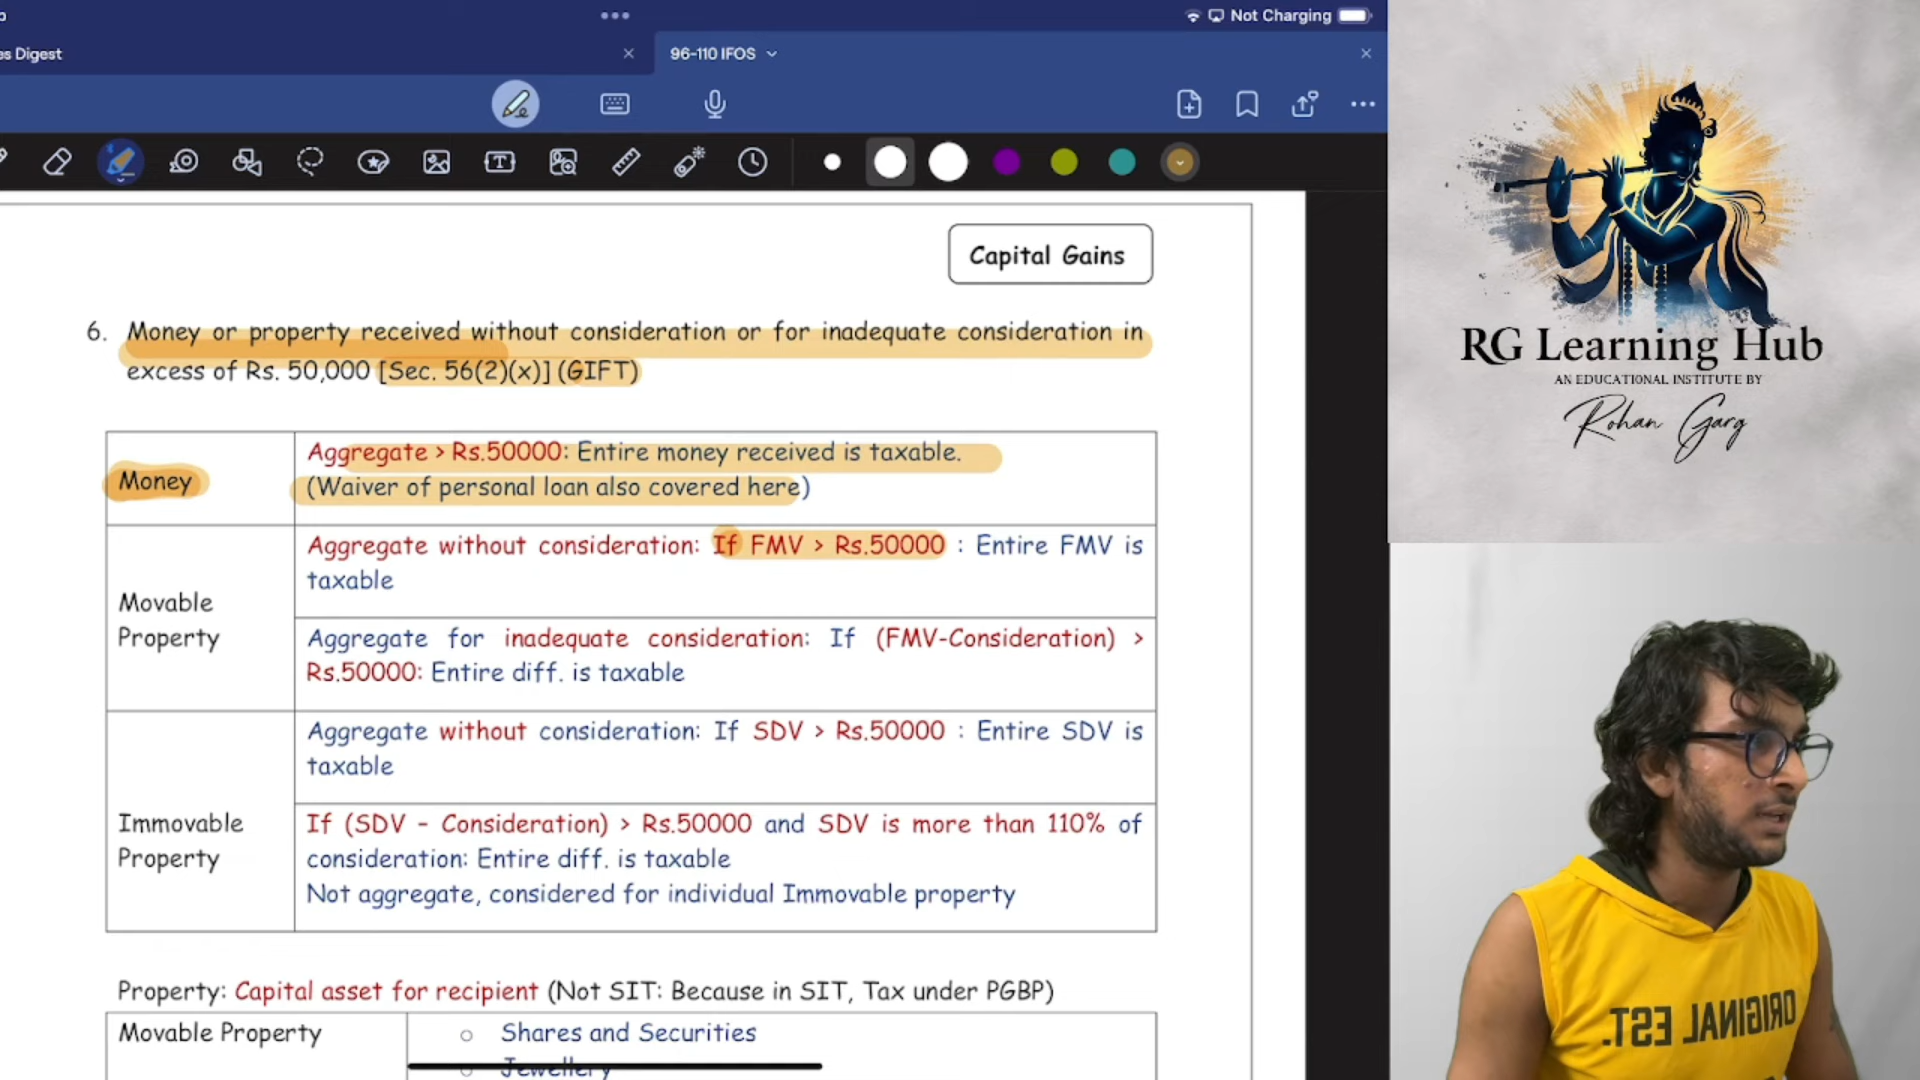 Not Charging
es Digest
96-110 IFOS
Capital Gains
6. Money or property received without consideration or for inadequate consideration in
excess of Rs. 50,000 [Sec. 56(2)(x)] (GIFT)
Money
Aggregate > Rs.50000: Entire money received is taxable.
(Waiver of personal loan also covered here)
Movable
Property
Aggregate without consideration: If FMV > Rs.50000 : Entire FMV is
taxable
Aggregate for inadequate consideration: If (FMV-Consideration) >
Rs.50000: Entire diff. is taxable
Immovable
Property
Aggregate without consideration: If SDV > Rs.50000 : Entire SDV is
taxable
If (SDV - Consideration) > Rs.50000 and SDV is more than 110% of
consideration: Entire diff. is taxable
Not aggregate, considered for individual Immovable property
Property: Capital asset for recipient (Not SIT: Because in SIT, Tax under PGBP)
Movable Property
○ Shares and Securities
○ Jewellery
RG Learning Hub
AN EDUCATIONAL INSTITUTE BY
Rohan Garg
ORIGINAL EST.